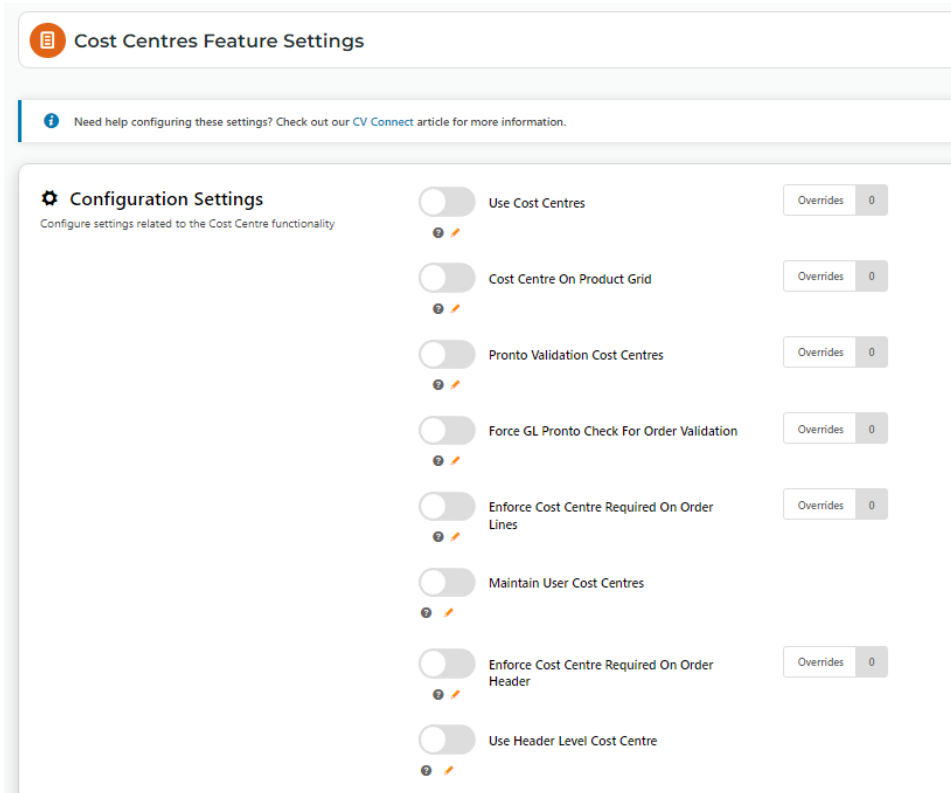 Cost Centres Feature Settings
Need help configuring these settings? Check out our CV Connect article for more information.
Configuration Settings
Configure settings related to the Cost Centre functionality
Use Cost Centres
Overrides 0
Cost Centre On Product Grid
Overrides 0
Pronto Validation Cost Centres
Overrides 0
Force GL Pronto Check For Order Validation
Overrides 0
Enforce Cost Centre Required On Order
Lines
Overrides 0
Maintain User Cost Centres
Enforce Cost Centre Required On Order
Header
Overrides 0
Use Header Level Cost Centre